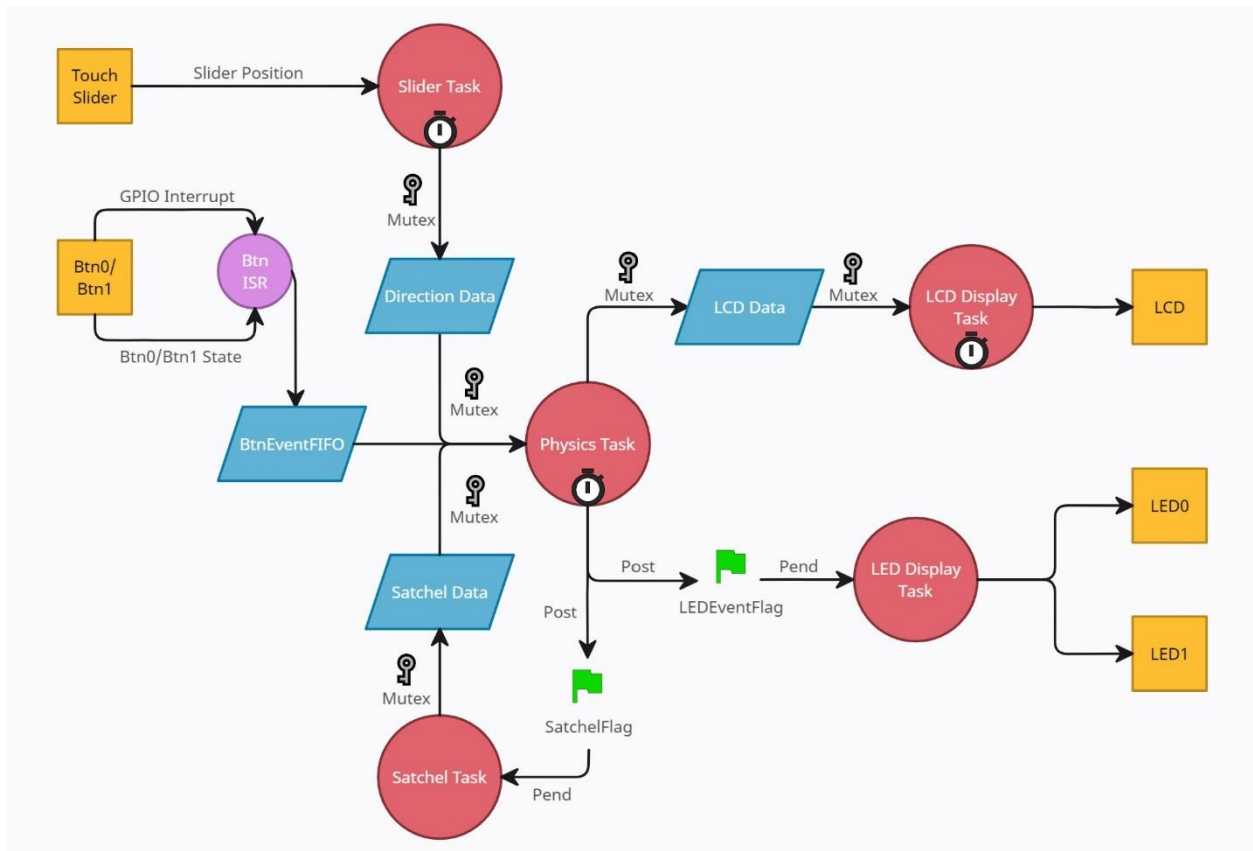 Touch
Slider
Slider Position
Slider Task
Mutex
GPIO Interrupt
Btn0/
Btn1
Btn
ISR
Btn0/Btn1 State
Direction Data
Mutex
LCD Data
Mutex
LCD Display
Task
LCD
Mutex
BtnEventFIFO
Physics Task
Mutex
Satchel Data
Post
LEDEventFlag
Pend
LED Display
Task
LED0
LED1
Post
SatchelFlag
Mutex
Satchel Task
Pend